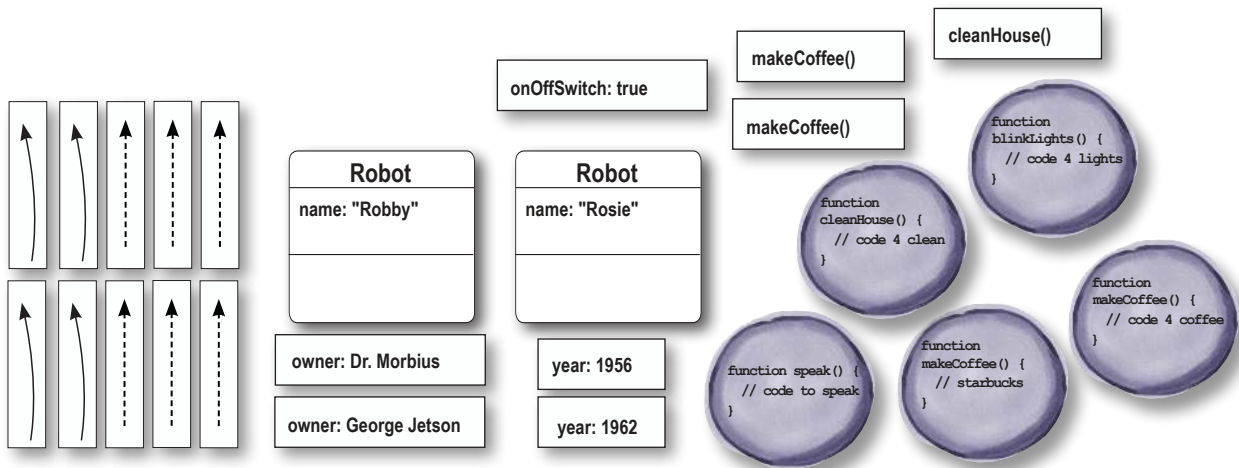 cleanHouse()
makeCoffee()
onOffSwitch: true
makeCoffee()
function
blinkLights() {
// code 4 lights
}
Robot
name: "Robby"
Robot
name: "Rosie"
function
cleanHouse() {
// code 4 clean
}
function
makeCoffee() {
// code 4 coffee
}
owner: Dr. Morbius
year: 1956
function speak() {
// code to speak
}
function
makeCoffee() {
// starbucks
}
owner: George Jetson
year: 1962